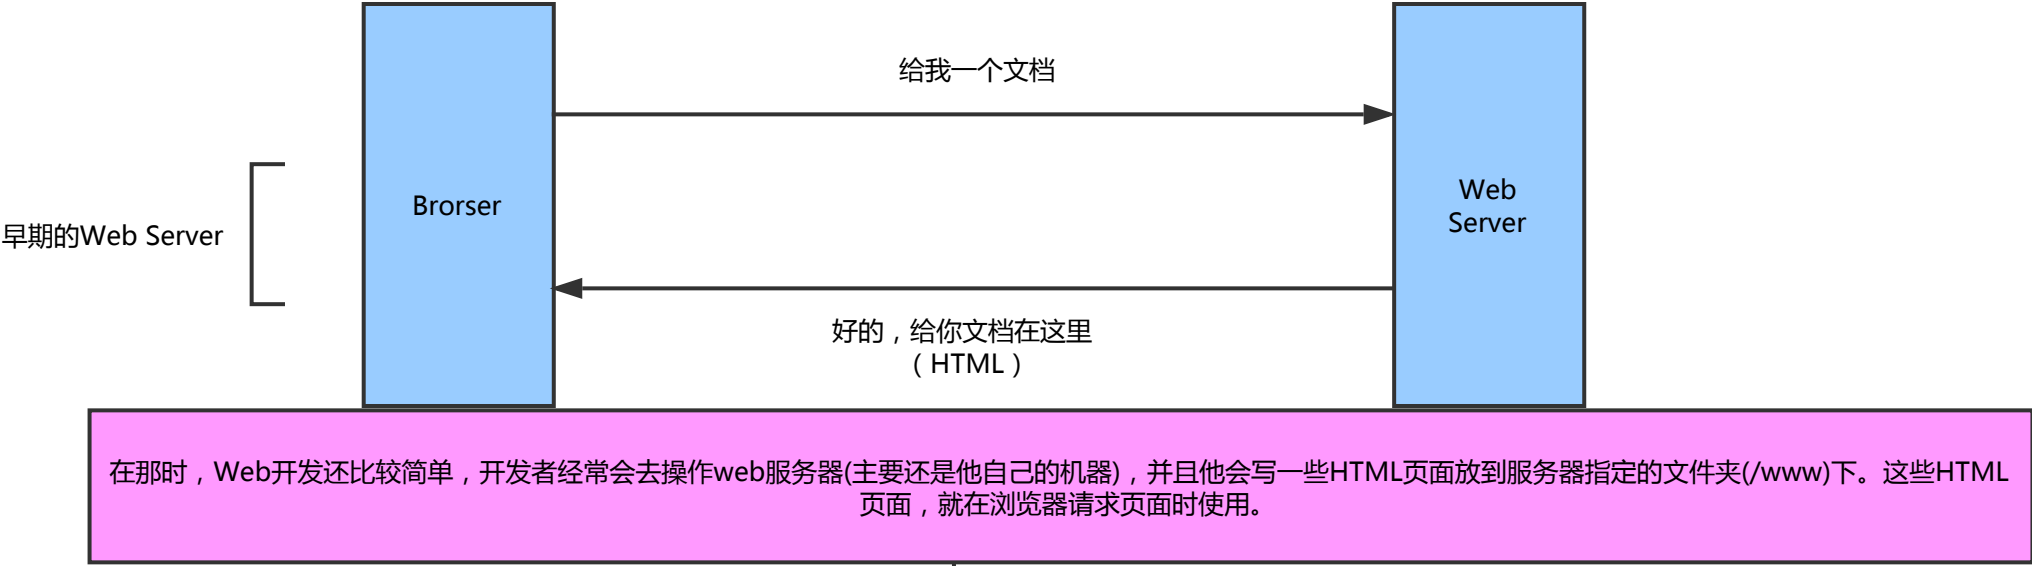 给我一个文档
Brorser
Web
Server
早期的Web Server
好的，给你文档在这里
（HTML）
在那时，Web开发还比较简单，开发者经常会去操作web服务器(主要还是他自己的机器)，并且他会写一些HTML页面放到服务器指定的文件夹(/www)下。这些HTML
页面，就在浏览器请求页面时使用。